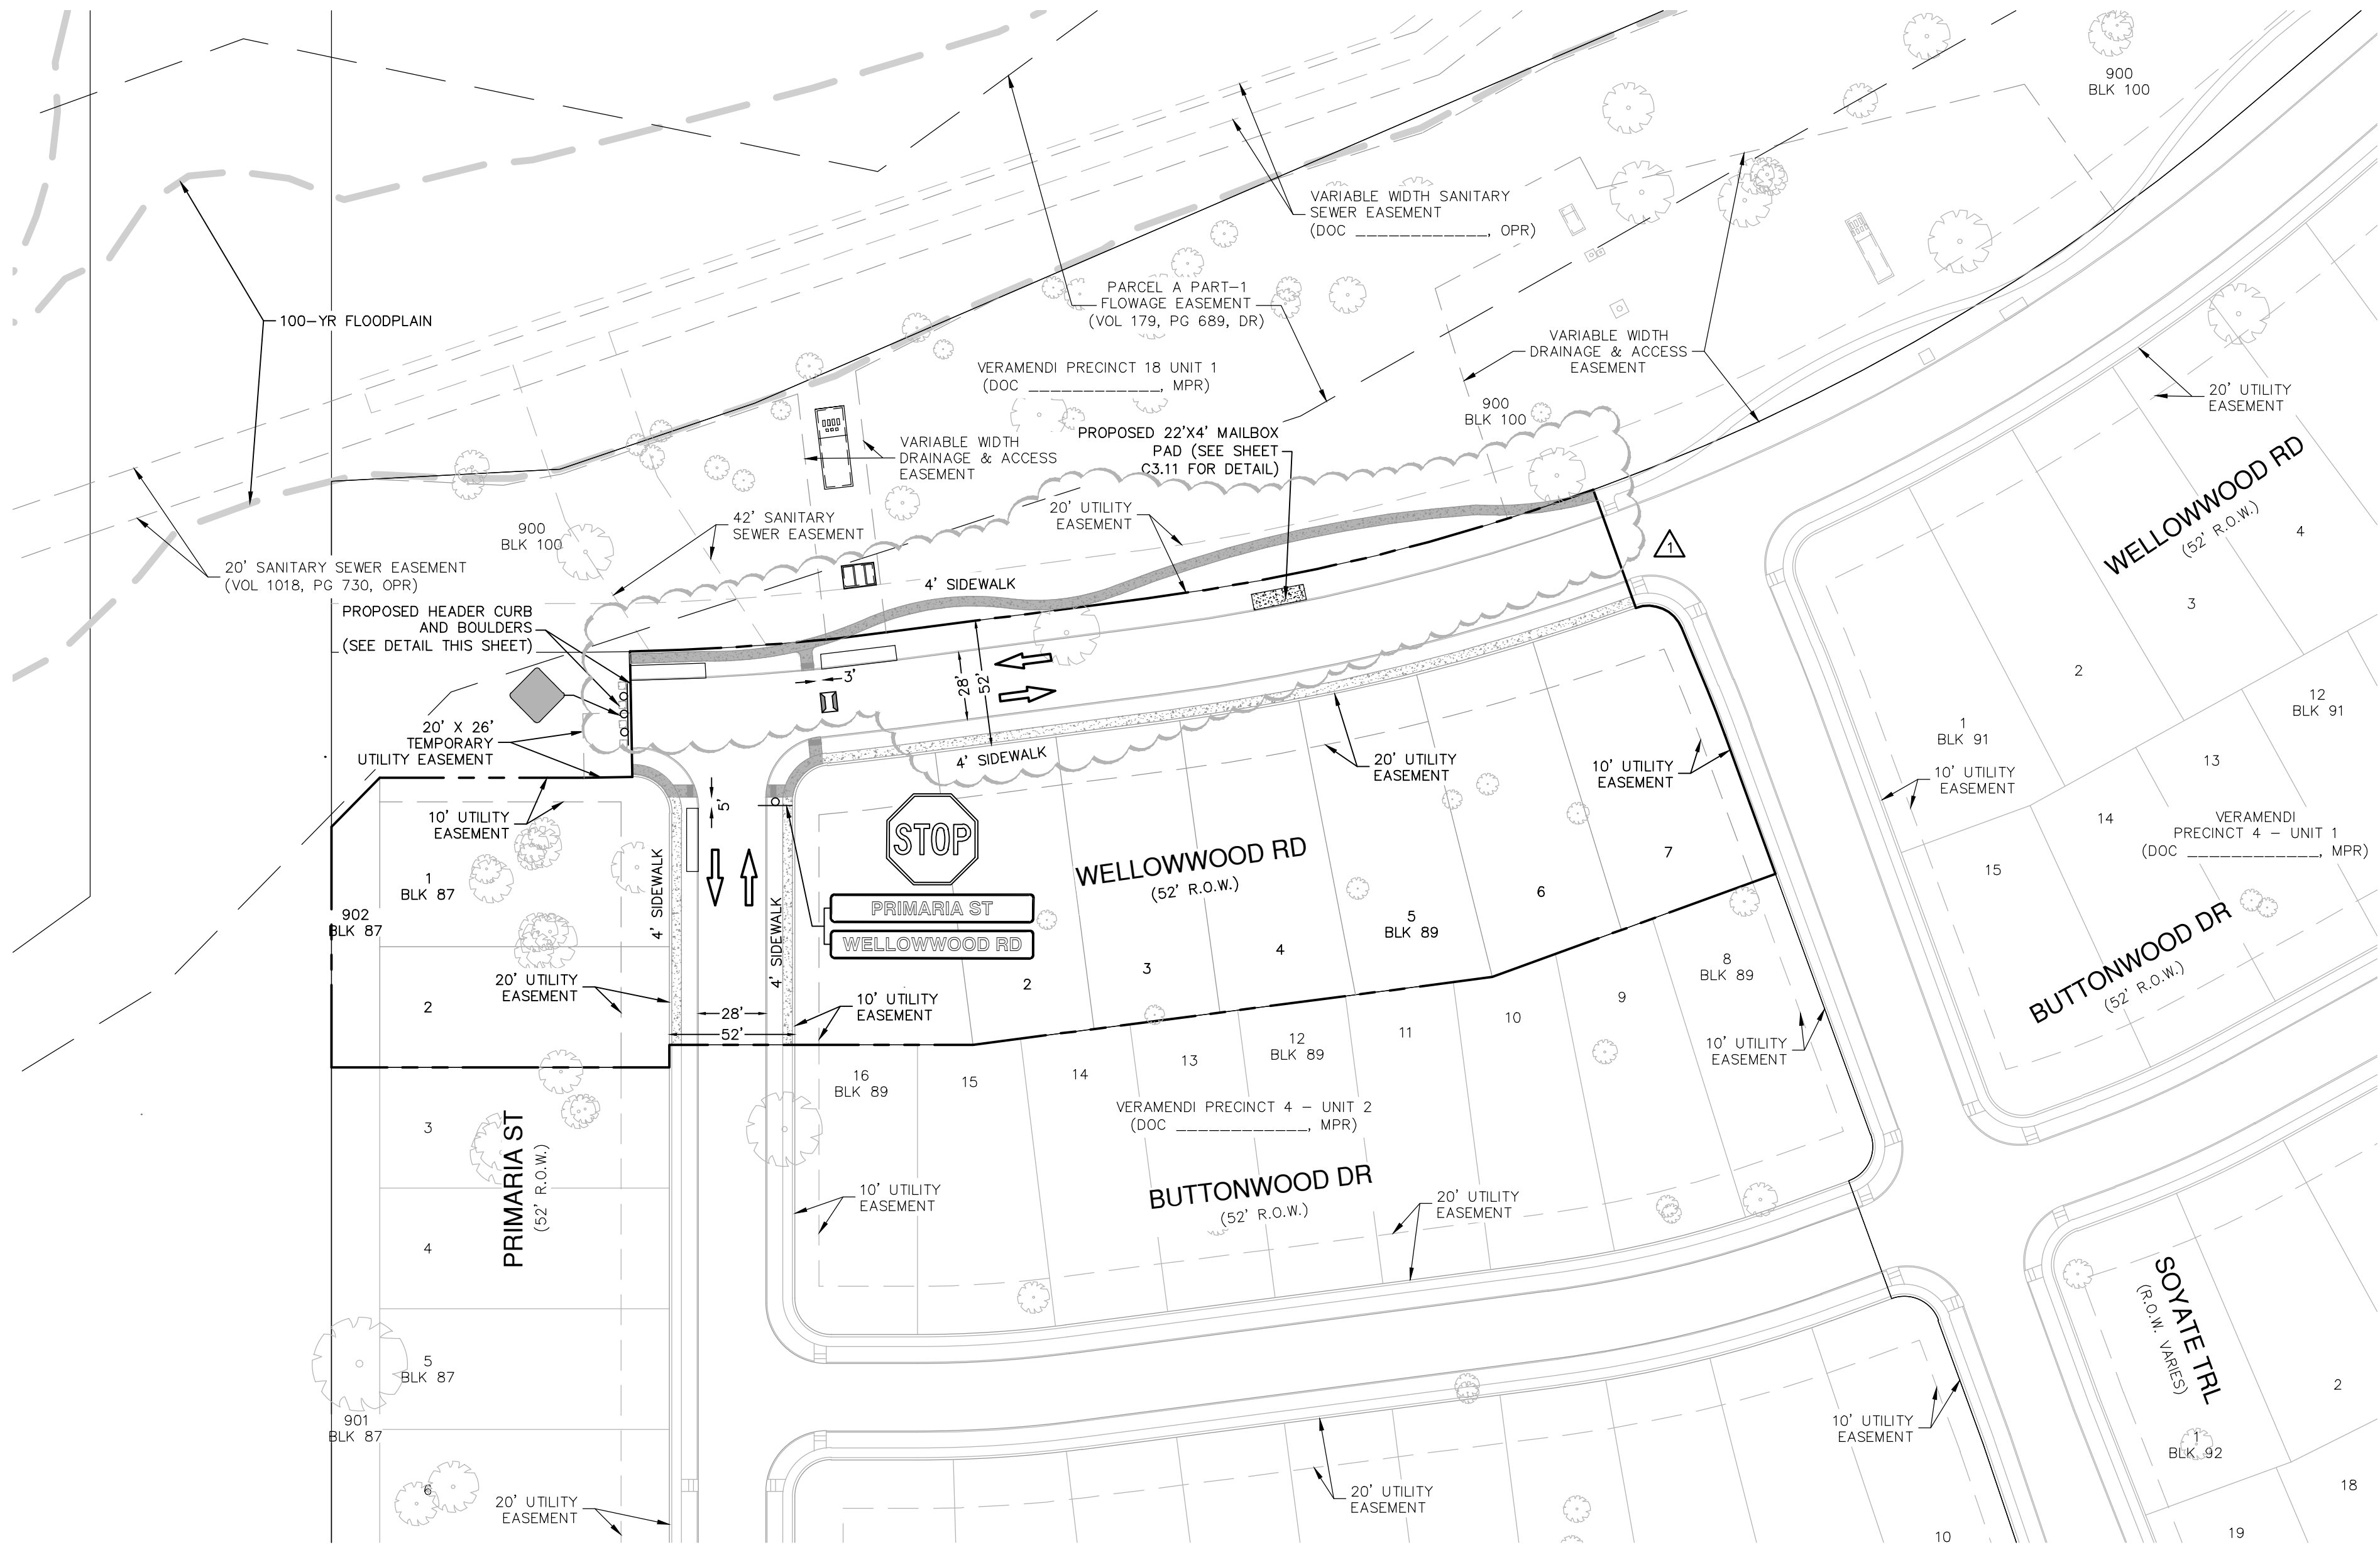 900
BLK 100
VARIABLE WIDTH SANITARY
SEWER EASEMENT
(DOC ____________, OPR)
PARCEL A PART-1
FLOWAGE EASEMENT
(VOL 179, PG 689, DR)
100-YR FLOODPLAIN
VARIABLE WIDTH
DRAINAGE & ACCESS
EASEMENT
VERAMENDI PRECINCT 18 UNIT 1
(DOC ____________, MPR)
20' UTILITY
EASEMENT
900
BLK 100
PROPOSED 22'X4' MAILBOX
PAD (SEE SHEET
C3.11 FOR DETAIL)
VARIABLE WIDTH
DRAINAGE & ACCESS
EASEMENT
WELLOWWOOD RD
(52' R.O.W.)
4
3
2
20' UTILITY
EASEMENT
42' SANITARY
SEWER EASEMENT
900
BLK 100
1
20' SANITARY SEWER EASEMENT
(VOL 1018, PG 730, OPR)
4' SIDEWALK
PROPOSED HEADER CURB
AND BOULDERS
(SEE DETAIL THIS SHEET)
3'
28'
52'
12
BLK 91
1
BLK 91
13
20' X 26'
TEMPORARY
UTILITY EASEMENT
4' SIDEWALK
20' UTILITY
EASEMENT
10' UTILITY
EASEMENT
10' UTILITY
EASEMENT
10' UTILITY
EASEMENT
5'
STOP
14
VERAMENDI
PRECINCT 4 - UNIT 1
(DOC ____________, MPR)
15
WELLOWWOOD RD
(52' R.O.W.)
7
6
5
BLK 89
4
3
2
1
BLK 87
902
BLK 87
4' SIDEWALK
4' SIDEWALK
PRIMARIA ST
WELLOWWOOD RD
BUTTONWOOD DR
(52' R.O.W.)
8
BLK 89
9
10
11
12
BLK 89
13
14
15
16
BLK 89
2
20' UTILITY
EASEMENT
10' UTILITY
EASEMENT
28'
52'
10' UTILITY
EASEMENT
VERAMENDI PRECINCT 4 - UNIT 2
(DOC ____________, MPR)
3
PRIMARIA ST
(52' R.O.W.)
BUTTONWOOD DR
(52' R.O.W.)
10' UTILITY
EASEMENT
20' UTILITY
EASEMENT
4
SOYATE TRL
(R.O.W. VARIES)
5
BLK 87
901
BLK 87
2
10' UTILITY
EASEMENT
1
BLK 92
6
20' UTILITY
EASEMENT
20' UTILITY
EASEMENT
18
19
10